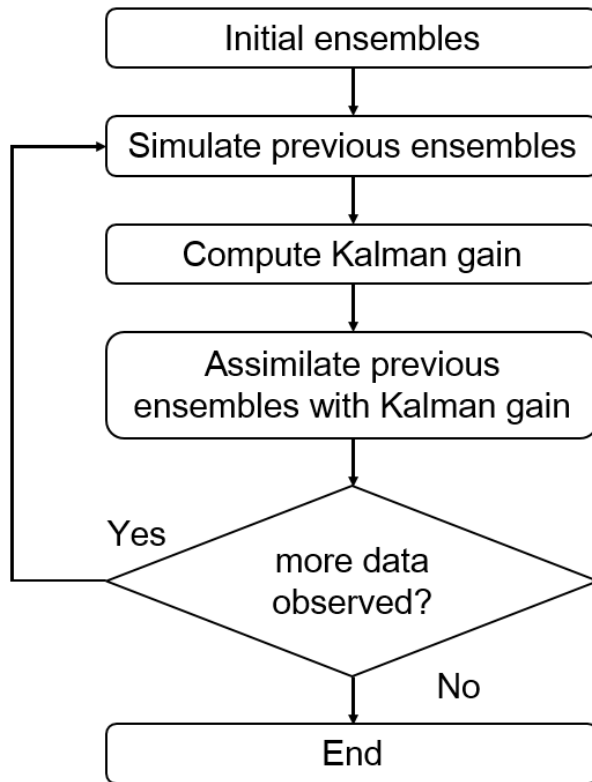 Initial ensembles
Simulate previous ensembles
Compute Kalman gain
Assimilate previous
ensembles with Kalman gain
Yes
more data
observed?
No
End